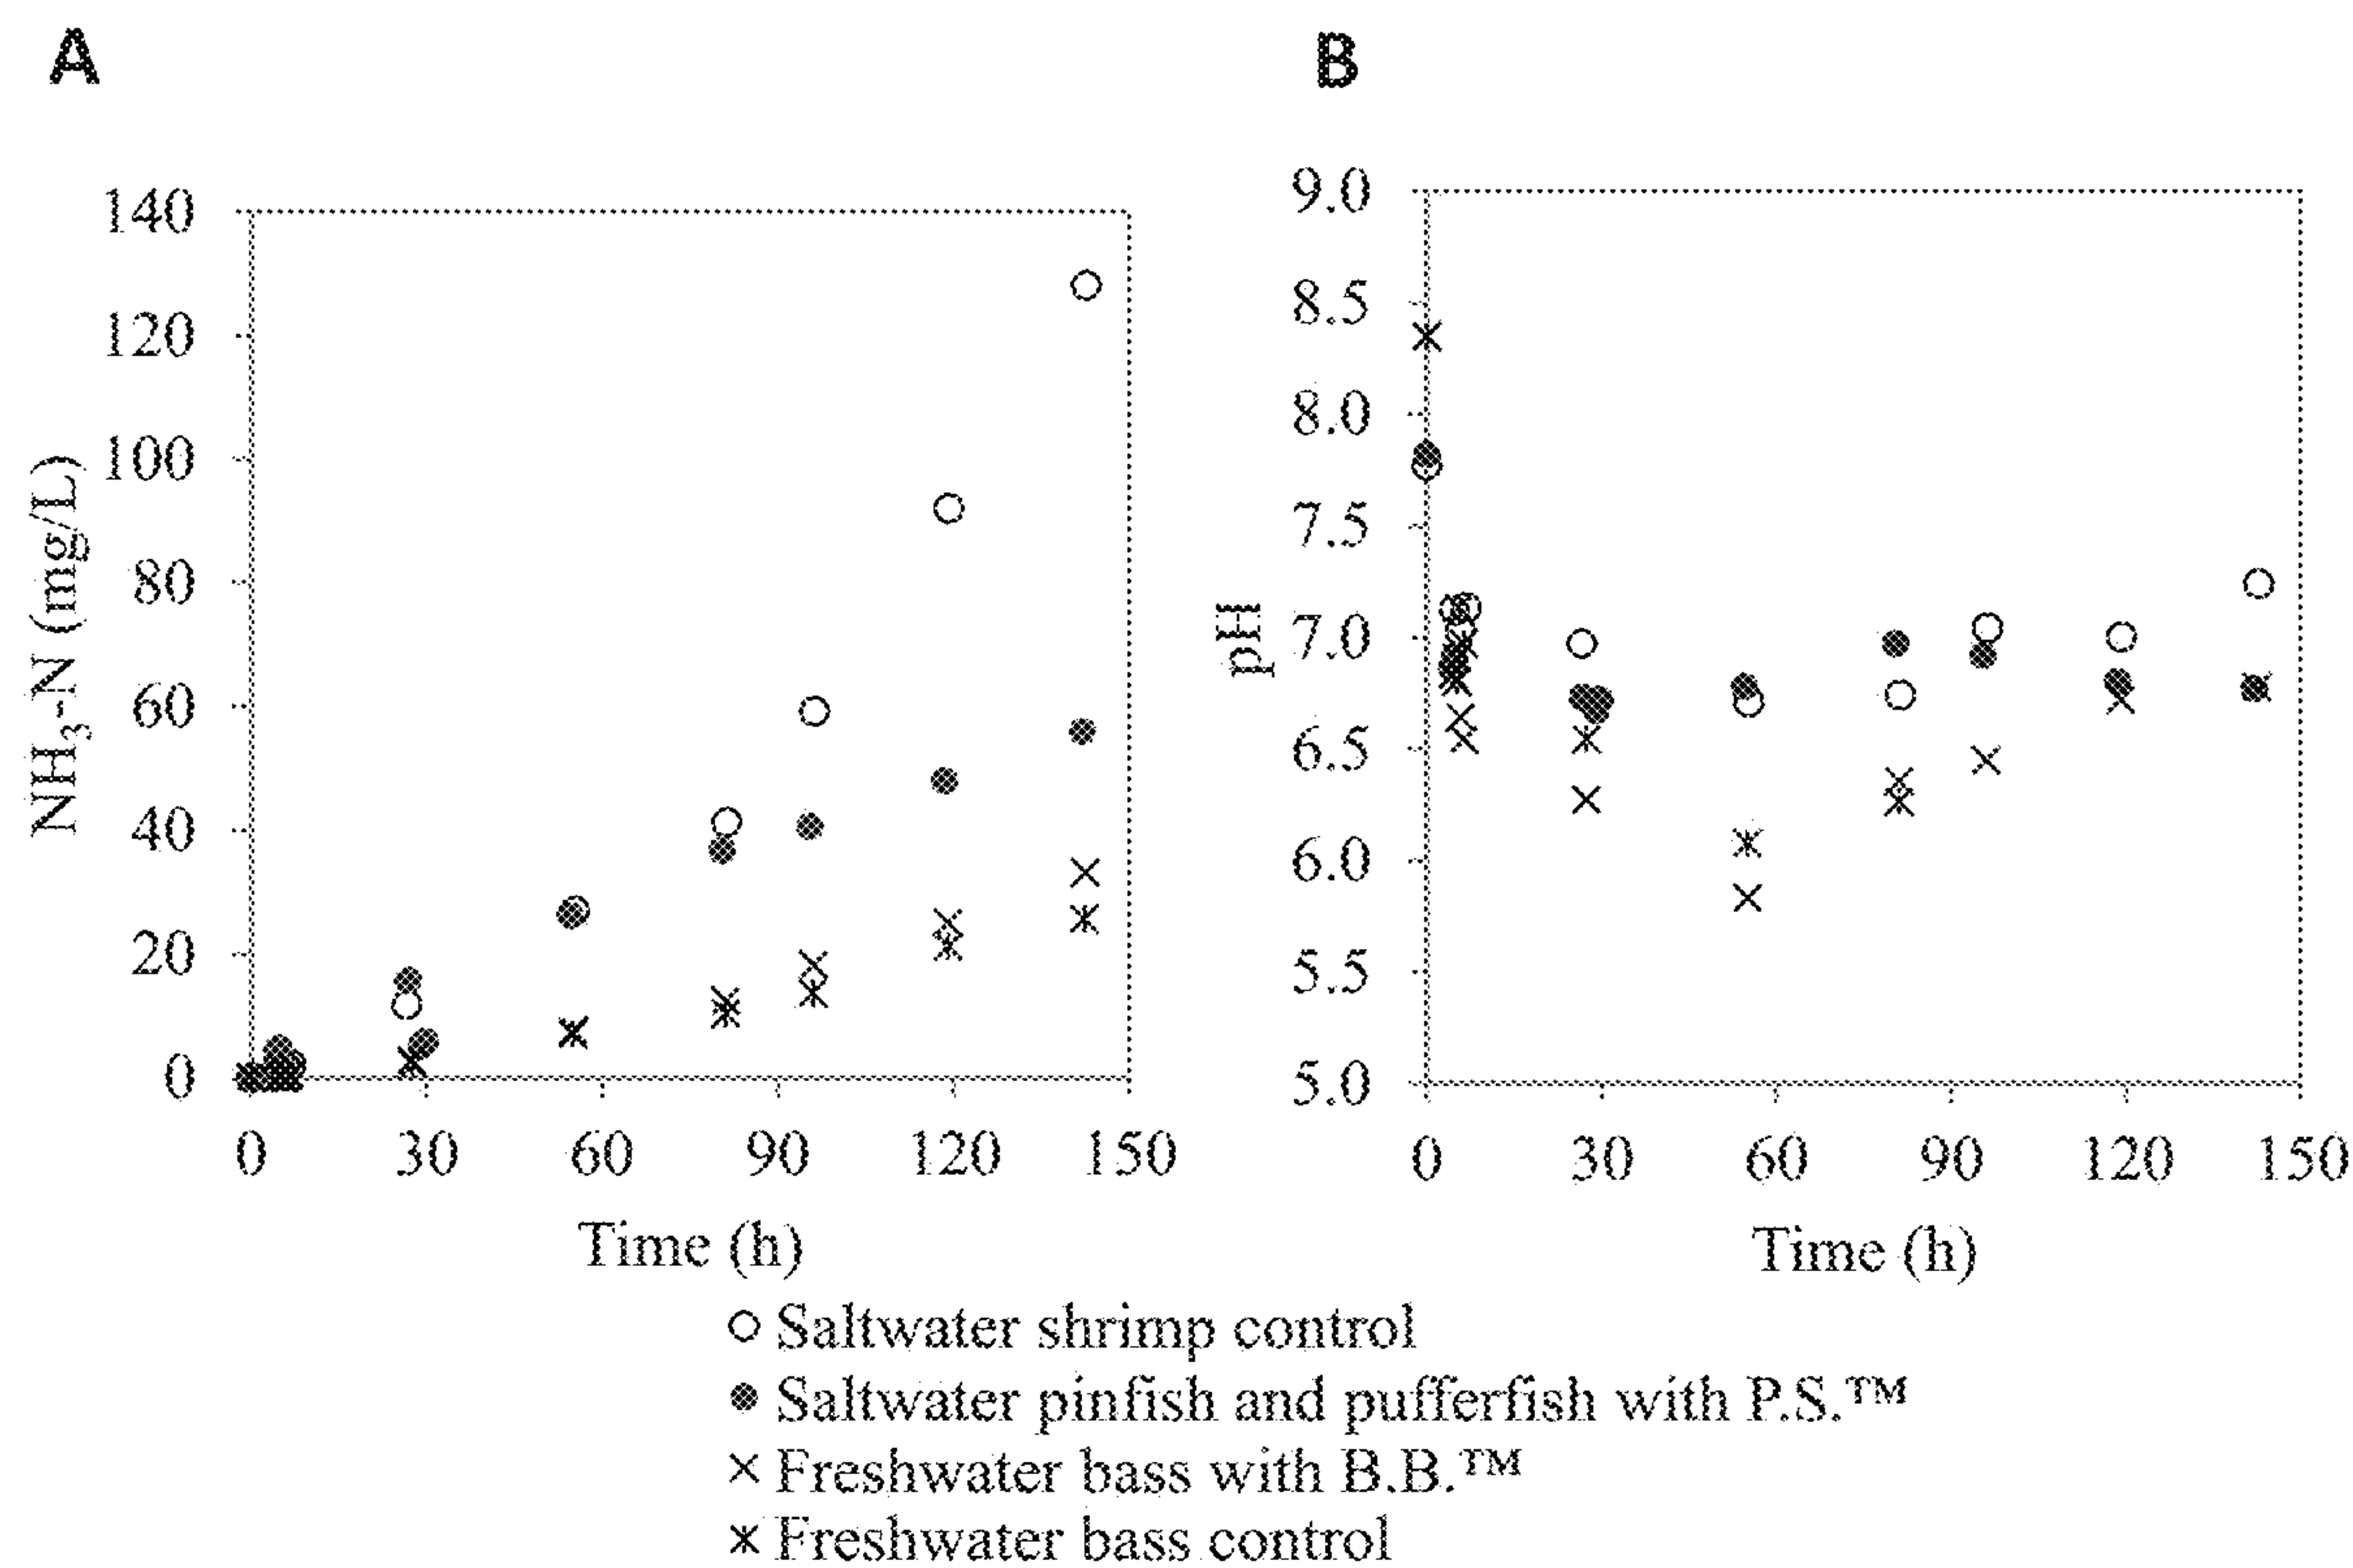 A
B
140
120
100
80
60
40
20
0
NH₃-N (mg/L)
0 30 60 90 120 150
Time (h)
9.0
8.5
8.0
7.5
7.0
6.5
6.0
5.5
5.0
pH
0 30 60 90 120 150
Time (h)
Saltwater shrimp control
Saltwater pinfish and pufferfish with P.S.™
Freshwater bass with B.B.™
Freshwater bass control